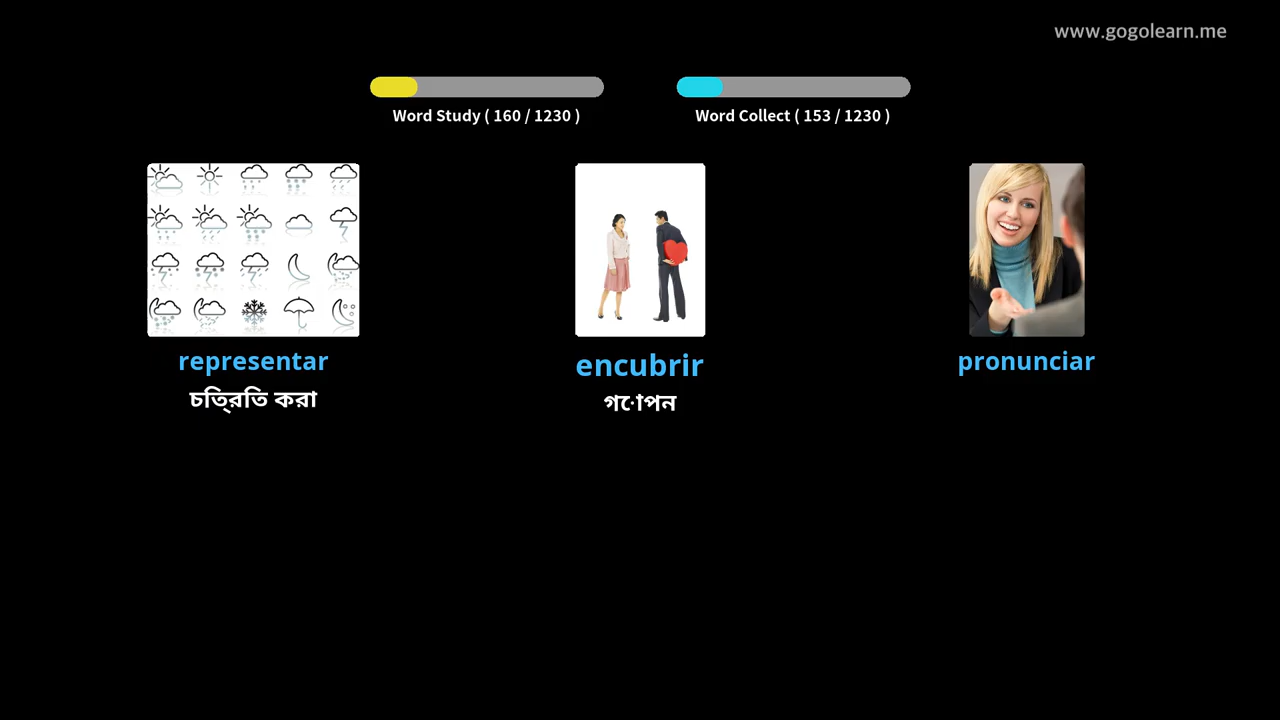 www.gogolearn.me
Word Study ( 160 / 1230 )
Word Collect ( 153 / 1230 )
representar
encubrir
pronunciar
চিত্রিত করা
গোপন